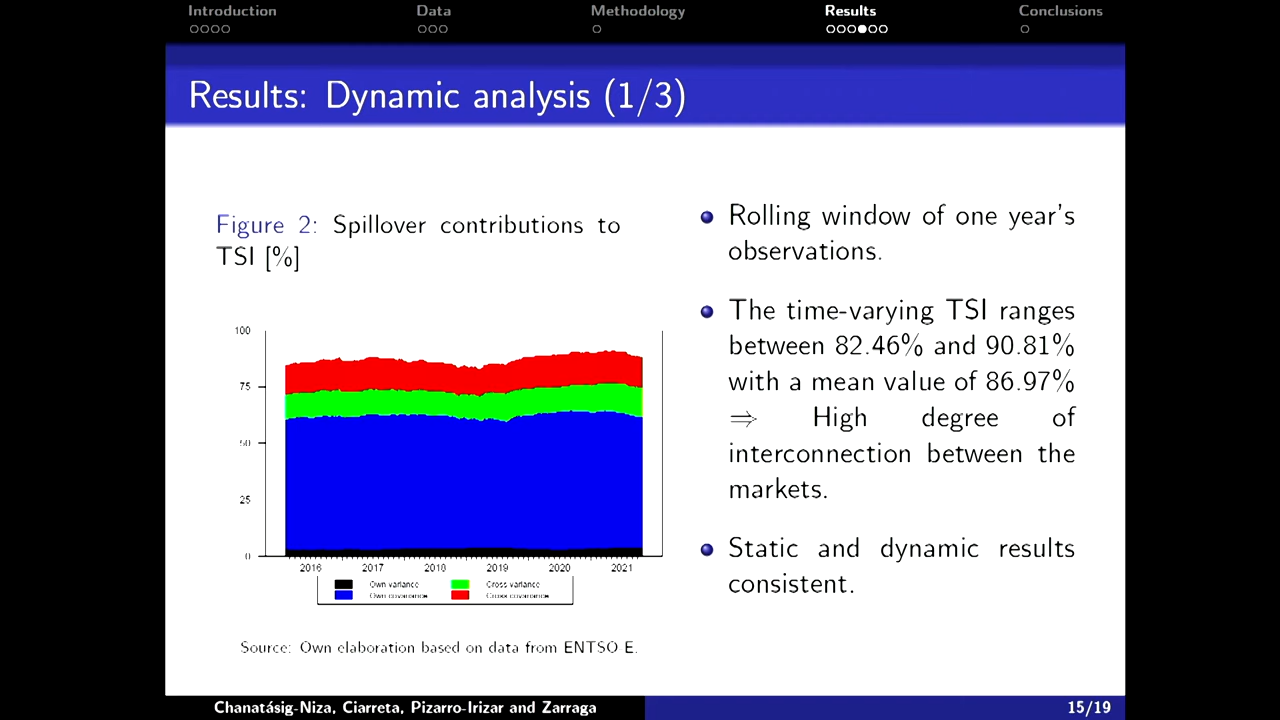 Introduction
Data
Methodology
Results
Conclusions
Results: Dynamic analysis (1/3)
Figure 2: Spillover contributions to
TSI [%]
100
75
50
25
0
2016 2017 2018 2019 2020 2021
Own variance Cross variance
Own covariance Cross covariance
Source: Own elaboration based on data from ENTSO E.
Rolling window of one year's
observations.
The time-varying TSI ranges
between 82.46% and 90.81%
with a mean value of 86.97%
⇒ High degree of
interconnection between the
markets.
Static and dynamic results
consistent.
Chanatásig-Niza, Ciarreta, Pizarro-Irizar and Zarraga
15/19